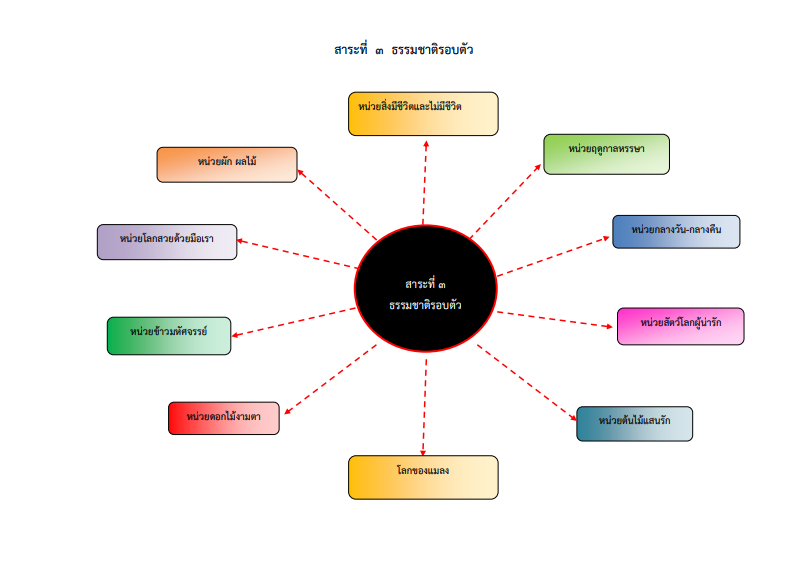 สาระที่ ๓ ธรรมชาติรอบตัว
หน่วยสิ่งมีชีวิตและไม่มีชีวิต
หน่วยฤดูกาลหรรษา
หน่วยผัก ผลไม้
หน่วยกลางวัน-กลางคืน
หน่วยโลกสวยด้วยมือเรา
สาระที่ ๓
ธรรมชาติรอบตัว
หน่วยสัตว์โลกผู้น่ารัก
หน่วยข้าวมหัศจรรย์
หน่วยดอกไม้งามตา
หน่วยต้นไม้แสนรัก
โลกของแมลง